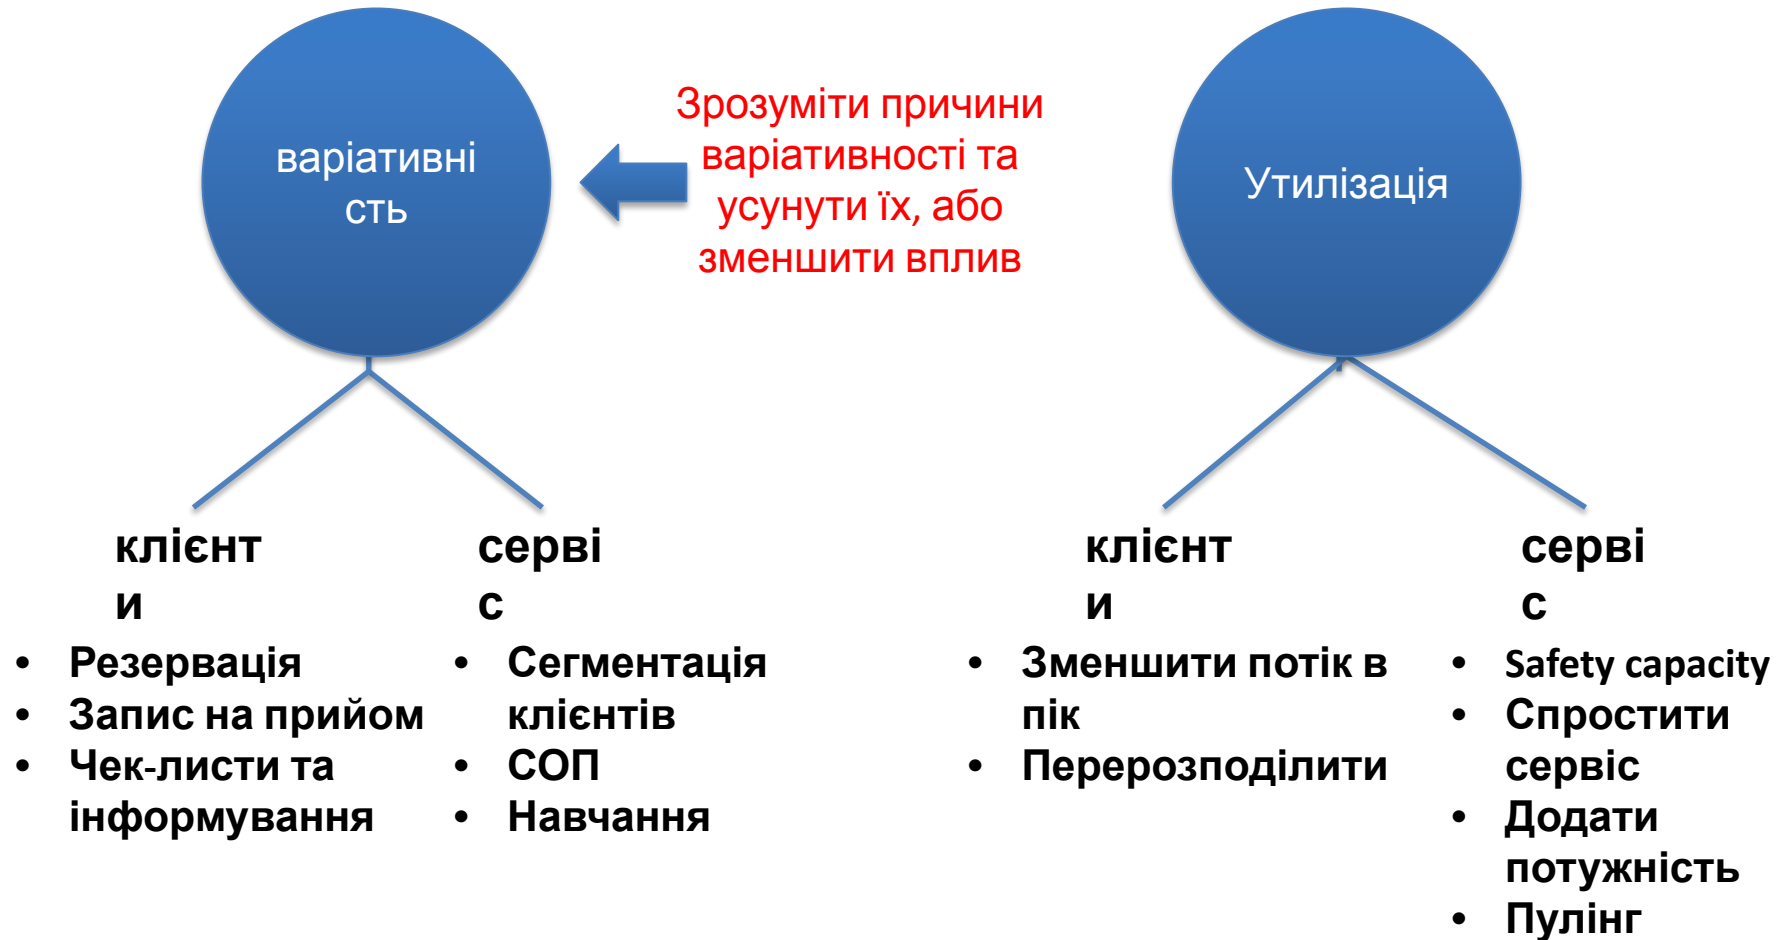 варіативні
сть
Зрозуміти причини
варіативності та
усунути їх, або
зменшити вплив
Утилізація
клієнт
и
• Резервація
• Запис на прийом
• Чек-листи та
інформування
серві
с
• Сегментація
клієнтів
• СОП
• Навчання
клієнт
и
• Зменшити потік в
пік
• Перерозподілити
серві
с
• Safety capacity
• Спростити
сервіс
• Додати
потужність
• Пулінг